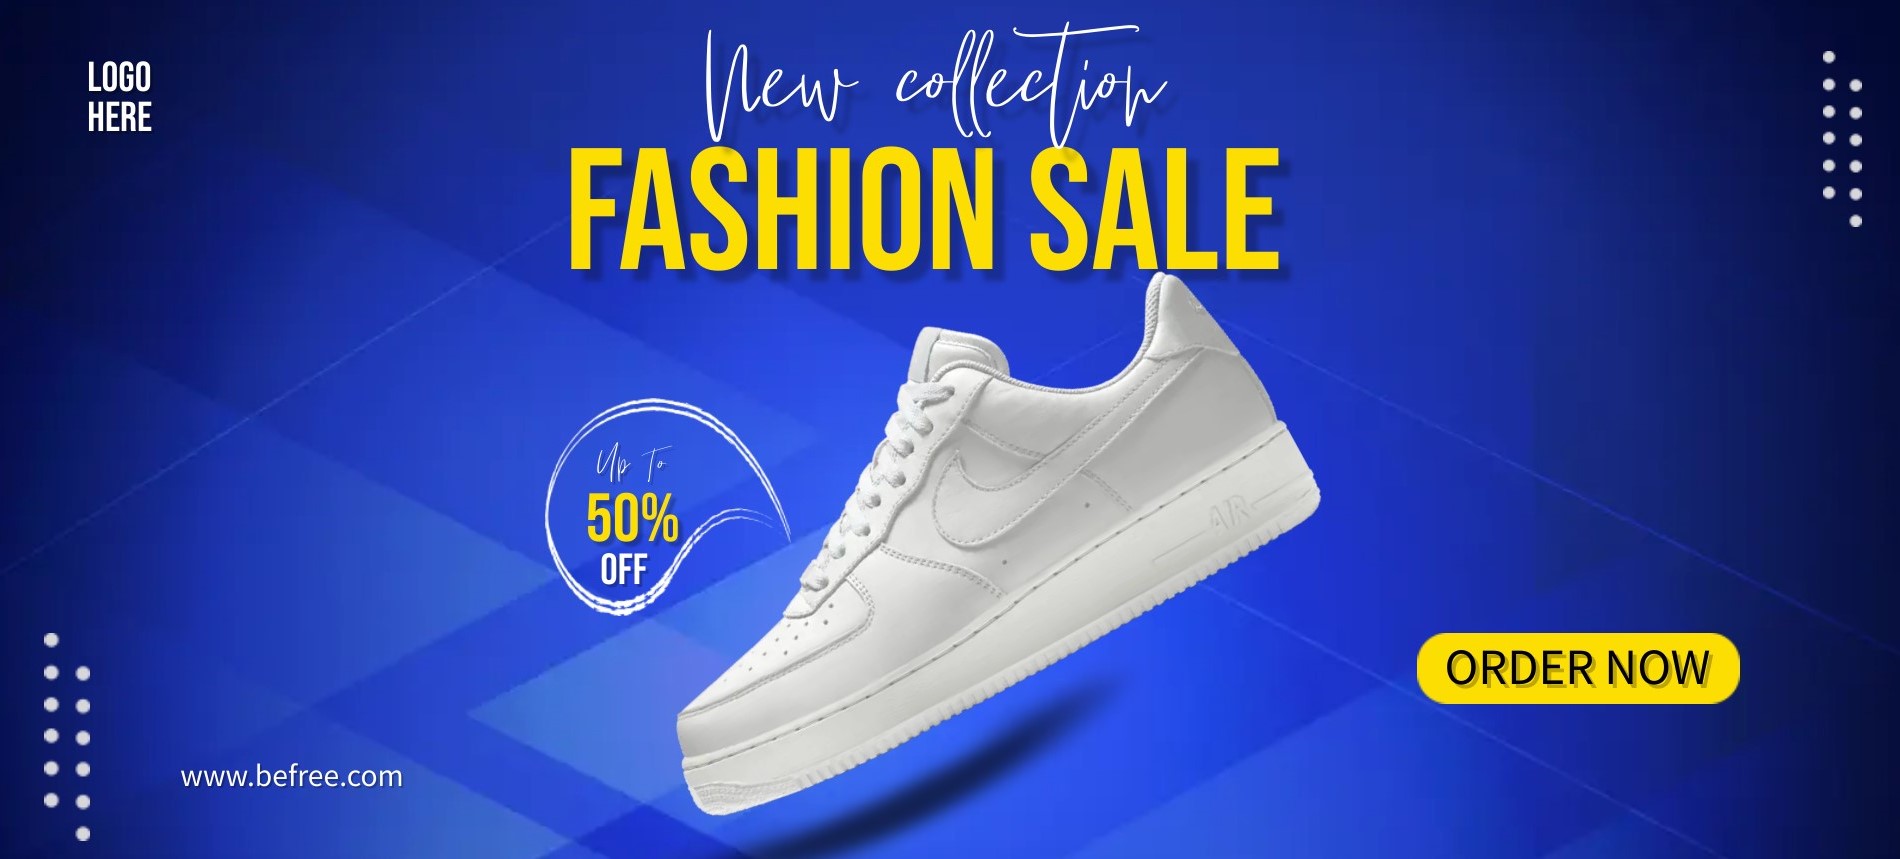 LOGO
HERE
New collection
FASHION SALE
Up To
50%
OFF
AIR
ORDER NOW
www.befree.com